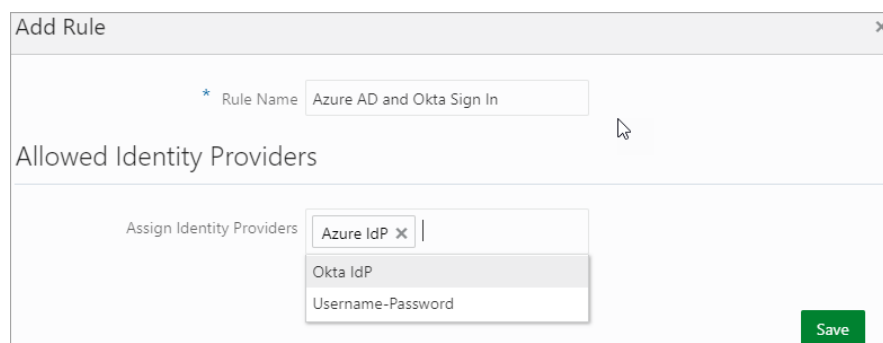 Add Rule
* Rule Name Azure AD and Okta Sign In
Allowed Identity Providers
Assign Identity Providers Azure IdP ×
Okta IdP
Username-Password
Save